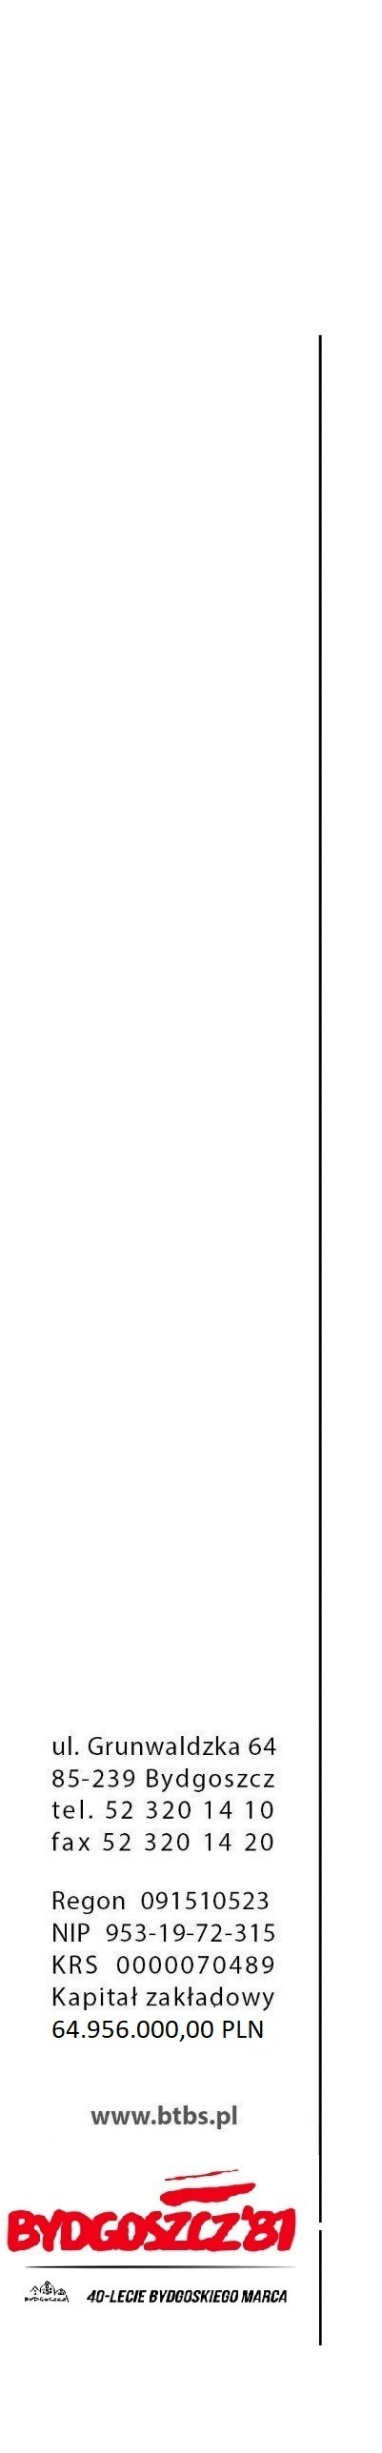 ul. Grunwaldzka 64
85-239 Bydgoszcz
tel. 52 320 14 10
fax 52 320 14 20
Regon 091510523
NIP 953-19-72-315
KRS 0000070489
Kapitał zakładowy
64.956.000,00 PLN
www.btbs.pl
BYDGOSZCZ'81
BYDGOSZCZ
40-LECIE BYDGOSKIEGO MARCA